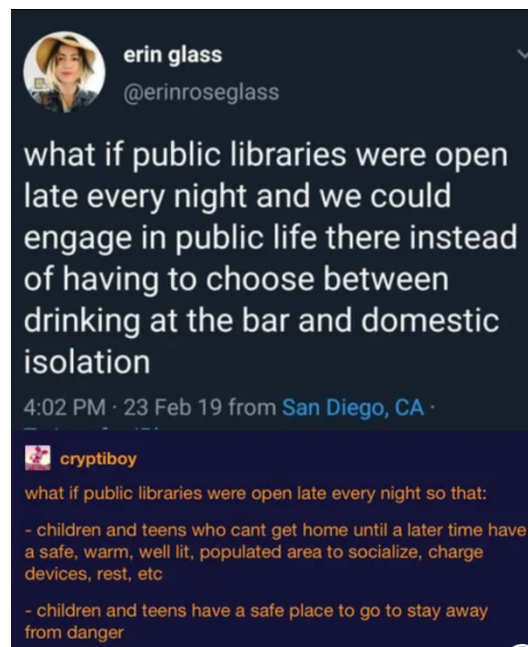 erin glass
@erinroseglass
what if public libraries were open
late every night and we could
engage in public life there instead
of having to choose between
drinking at the bar and domestic
isolation
4:02 PM · 23 Feb 19 from San Diego, CA ·
cryptiboy
what if public libraries were open late every night so that:
- children and teens who cant get home until a later time have
a safe, warm, well lit, populated area to socialize, charge
devices, rest, etc
- children and teens have a safe place to go to stay away
from danger